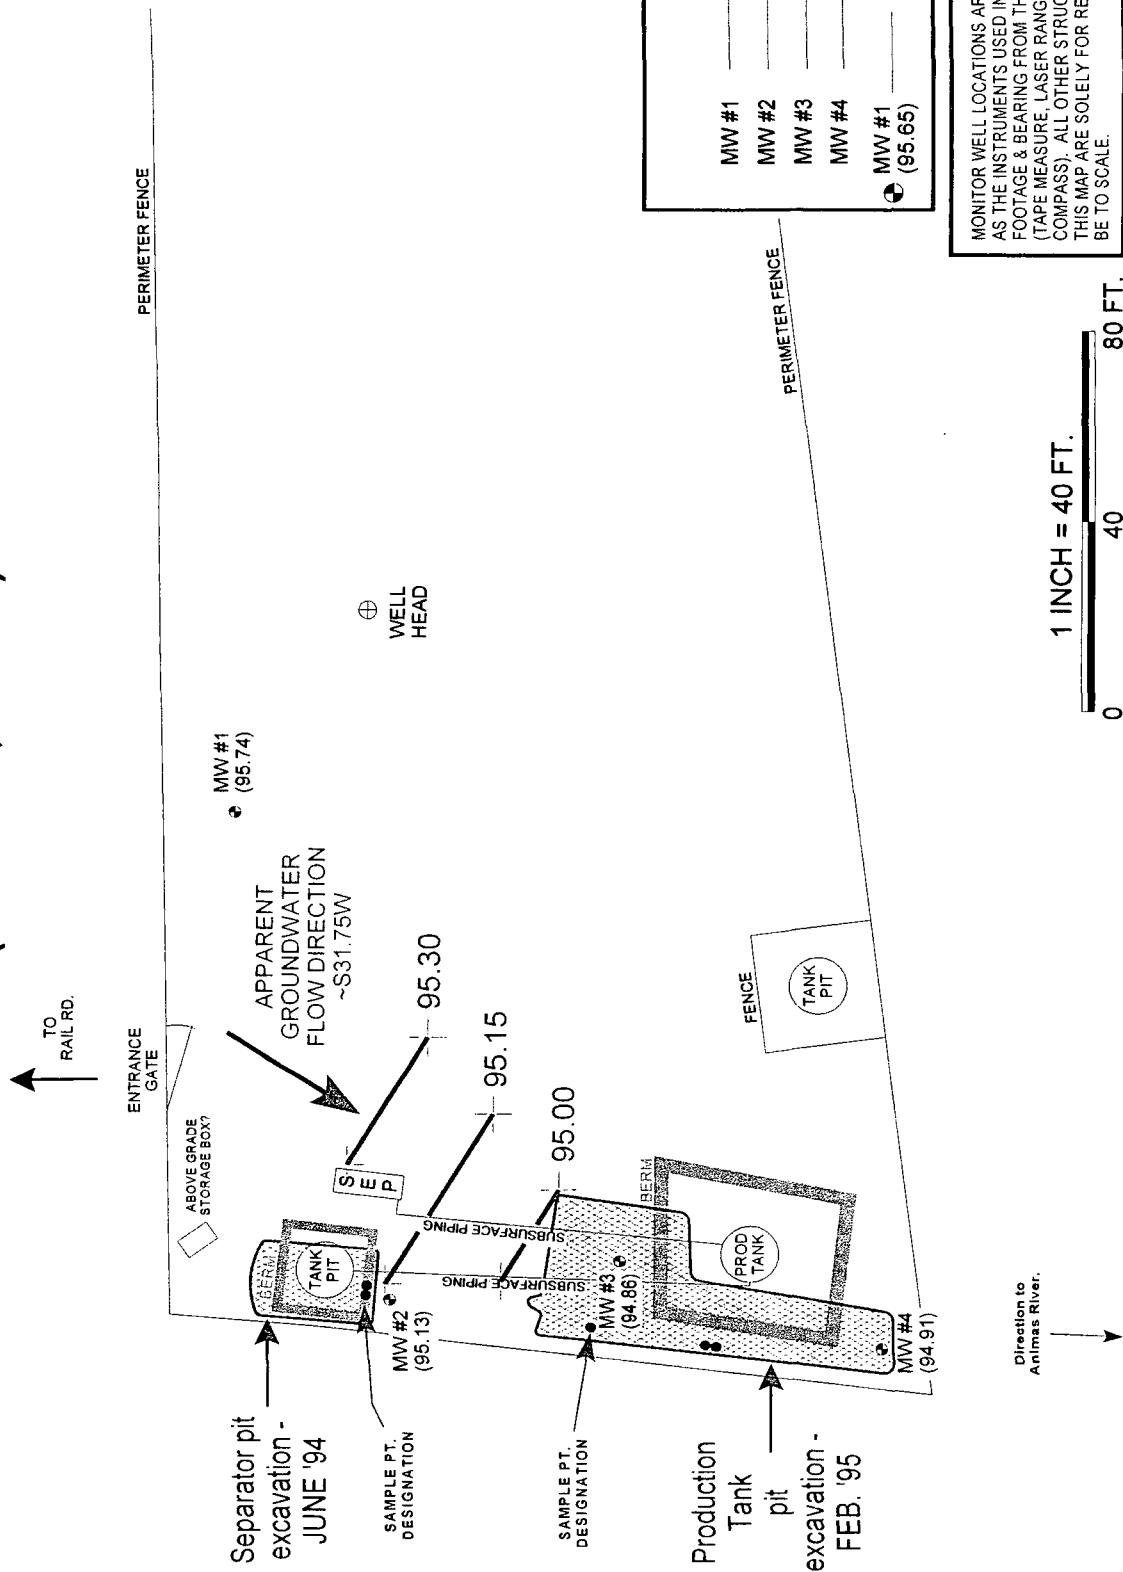 TO
RAIL RD.
PERIMETER FENCE
ENTRANCE
GATE
ABOVE GRADE
STORAGE BOX?
MW #1
(95.74)
APPARENT
GROUNDWATER
FLOW DIRECTION
~S31.75W
WELL
HEAD
95.30
95.15
95.00
SEP
BERM
TANK
PIT
Separator pit
excavation -
JUNE '94
MW #2
(95.13)
SUBSURFACE PIPING
SUBSURFACE PIPING
SAMPLE PT.
DESIGNATION
SAMPLE PT.
DESIGNATION
MW #3
(94.86)
BERM
PROD
TANK
Production
Tank
pit
excavation -
FEB. '95
MW #4
(94.91)
FENCE
TANK
PIT
PERIMETER FENCE
Direction to
Animas River.
1 INCH = 40 FT.
0 40 80 FT.
MW #1
MW #2
MW #3
MW #4
MW #1
(95.65)
MONITOR WELL LOCATIONS AR
AS THE INSTRUMENTS USED IN
FOOTAGE & BEARING FROM TH
(TAPE MEASURE, LASER RANG
COMPASS). ALL OTHER STRUC
THIS MAP ARE SOLELY FOR RE
BE TO SCALE.